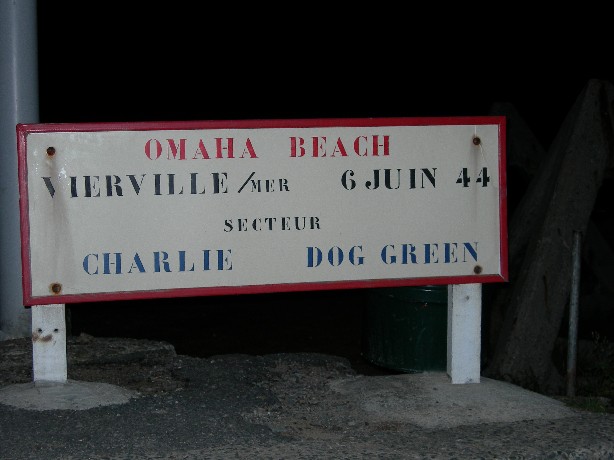 OMAHA BEACH
VIERVILLE/MER 6 JUIN 44
SECTEUR
CHARLIE DOG GREEN